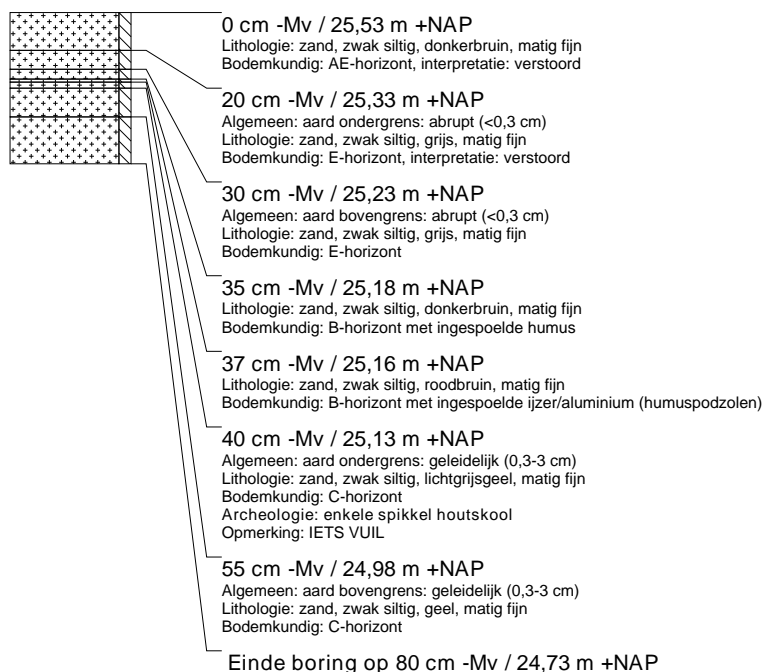 0 cm -Mv / 25,53 m +NAP
Lithologie: zand, zwak siltig, donkerbruin, matig fijn
Bodemkundig: AE-horizont, interpretatie: verstoord
20 cm -Mv / 25,33 m +NAP
Algemeen: aard ondergrens: abrupt (<0,3 cm)
Lithologie: zand, zwak siltig, grijs, matig fijn
Bodemkundig: E-horizont, interpretatie: verstoord
30 cm -Mv / 25,23 m +NAP
Algemeen: aard bovengrens: abrupt (<0,3 cm)
Lithologie: zand, zwak siltig, grijs, matig fijn
Bodemkundig: E-horizont
35 cm -Mv / 25,18 m +NAP
Lithologie: zand, zwak siltig, donkerbruin, matig fijn
Bodemkundig: B-horizont met ingespoelde humus
37 cm -Mv / 25,16 m +NAP
Lithologie: zand, zwak siltig, roodbruin, matig fijn
Bodemkundig: B-horizont met ingespoelde ijzer/aluminium (humuspodzolen)
40 cm -Mv / 25,13 m +NAP
Algemeen: aard ondergrens: geleidelijk (0,3-3 cm)
Lithologie: zand, zwak siltig, lichtgrijsgeel, matig fijn
Bodemkundig: C-horizont
Archeologie: enkele spikkel houtskool
Opmerking: IETS VUIL
55 cm -Mv / 24,98 m +NAP
Algemeen: aard bovengrens: geleidelijk (0,3-3 cm)
Lithologie: zand, zwak siltig, geel, matig fijn
Bodemkundig: C-horizont
Einde boring op 80 cm -Mv / 24,73 m +NAP